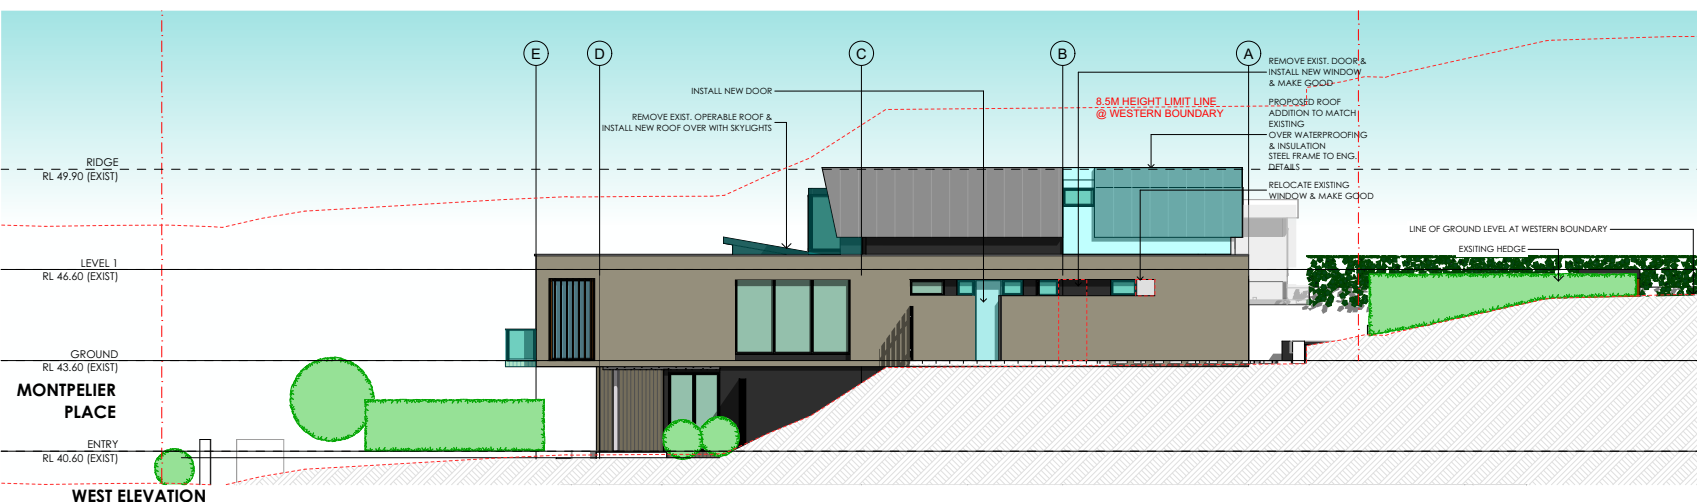 E
D
C
B
A
INSTALL NEW DOOR
REMOVE EXIST. OPERABLE ROOF &
INSTALL NEW ROOF OVER WITH SKYLIGHTS
8.5M HEIGHT LIMIT LINE
@ WESTERN BOUNDARY
REMOVE EXIST. DOOR &
INSTALL NEW WINDOW
& MAKE GOOD
PROPOSED ROOF
ADDITION TO MATCH
EXISTING
OVER WATERPROOFING
& INSULATION
STEEL FRAME TO ENG.
DETAILS
RELOCATE EXISTING
WINDOW & MAKE GOOD
LINE OF GROUND LEVEL AT WESTERN BOUNDARY
EXSITING HEDGE
RIDGE
RL 49.90 (EXIST)
LEVEL 1
RL 46.60 (EXIST)
GROUND
RL 43.60 (EXIST)
MONTPELIER
PLACE
ENTRY
RL 40.60 (EXIST)
WEST ELEVATION